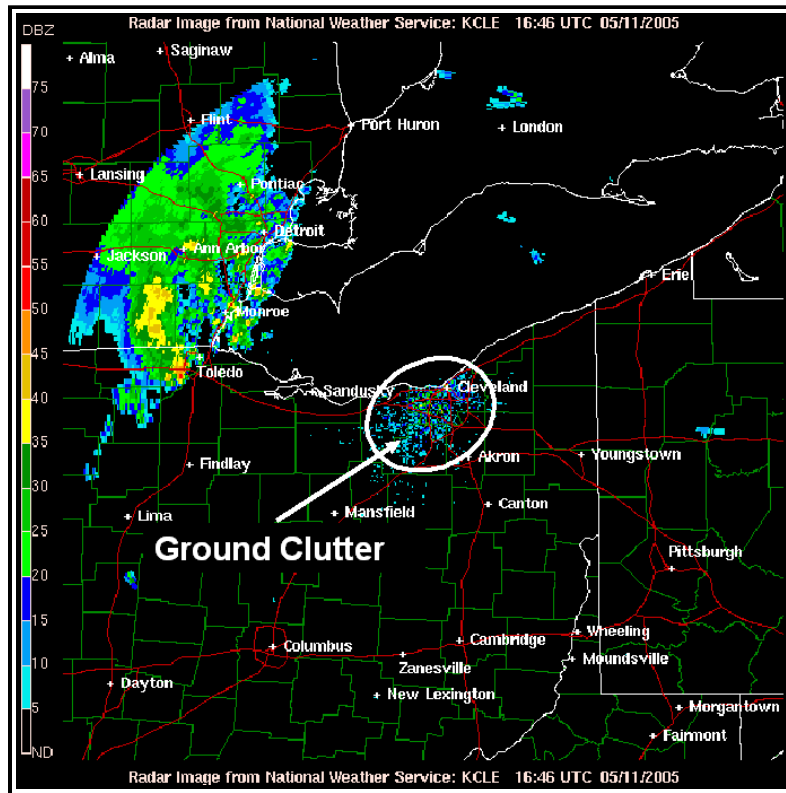 DBZ
Radar Image from National Weather Service: KCLE 16:46 UTC 05/11/2005
Alma
Saginaw
75
70
65
60
55
50
45
40
35
30
25
20
15
10
5
ND
Flint
Port Huron
London
Lansing
Pontiac
Detroit
Jackson
Ann Arbor
Erie
Monroe
Toledo
Sandusky
Cleveland
Findlay
Akron
Youngstown
Canton
Lima
Mansfield
Ground Clutter
Pittsburgh
Columbus
Cambridge
Wheeling
Zanesville
Moundsville
Dayton
New Lexington
Morgantown
Fairmont
Radar Image from National Weather Service: KCLE 16:46 UTC 05/11/2005